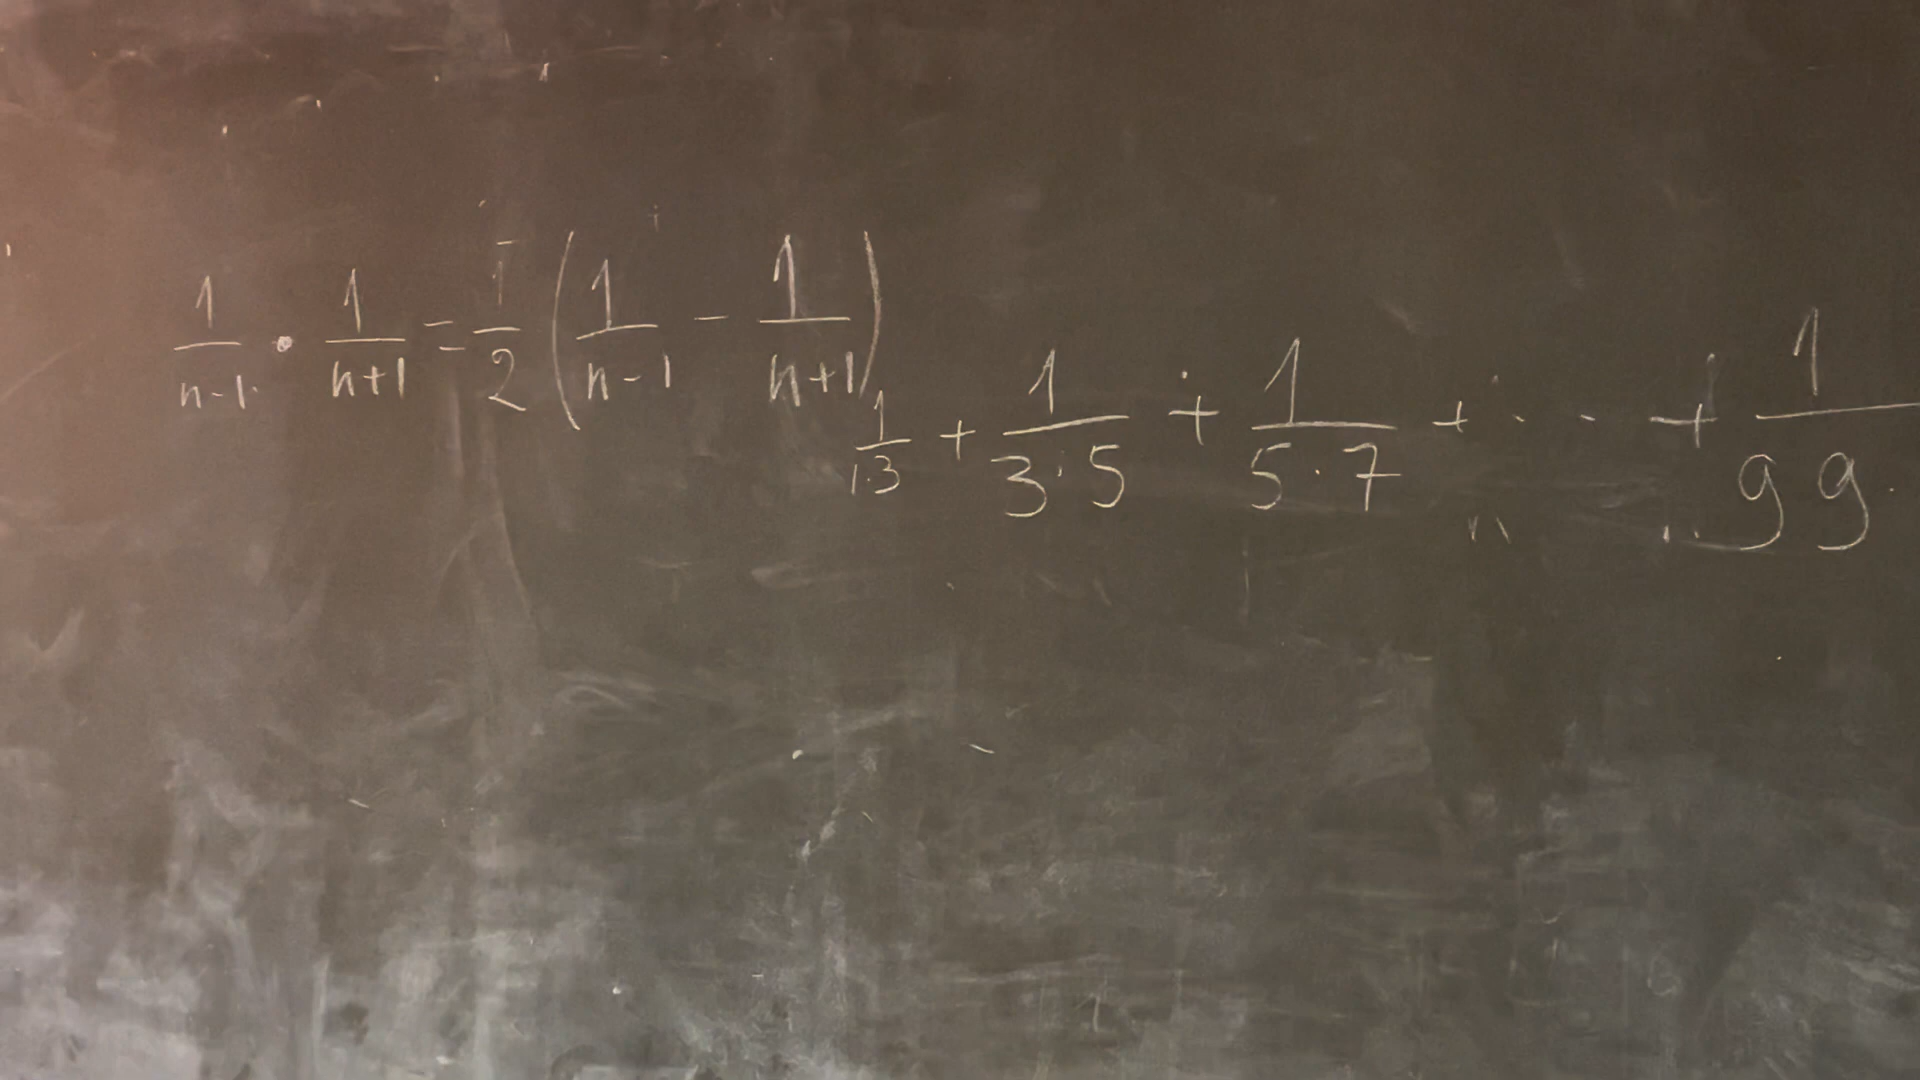 1/(n-1) · 1/(n+1) = 1/2 (1/(n-1) - 1/(n+1))
1/(1·3) + 1/(3·5) + 1/(5·7) + · · · + 1/(99·